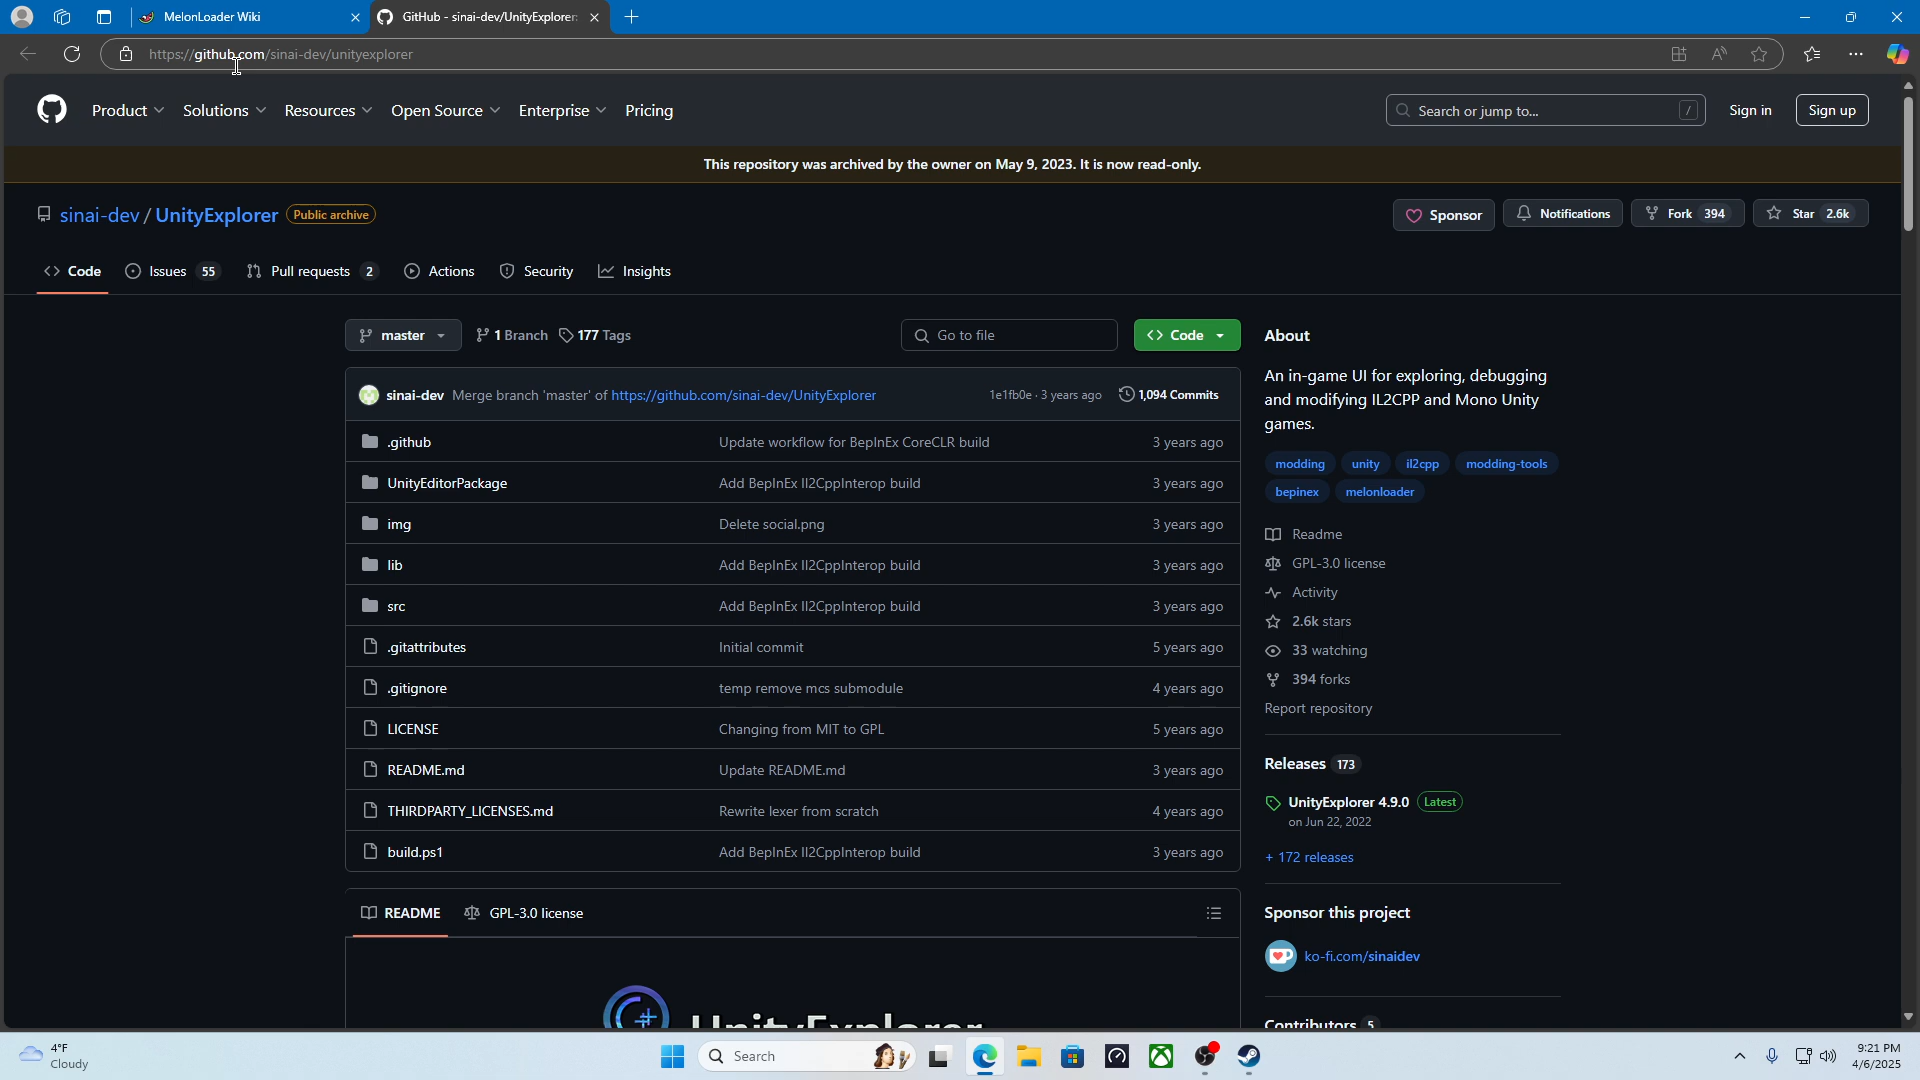 MelonLoader Wiki
GitHub - sinai-dev/UnityExplorer:
https://github.com/sinai-dev/unityexplorer
Product
Solutions
Resources
Open Source
Enterprise
Pricing
Search or jump to...
/
Sign in
Sign up
This repository was archived by the owner on May 9, 2023. It is now read-only.
sinai-dev / UnityExplorer
Public archive
Sponsor
Notifications
Fork 394
Star 2.6k
Code
Issues 55
Pull requests 2
Actions
Security
Insights
master
1 Branch
177 Tags
Go to file
Code
sinai-dev Merge branch 'master' of https://github.com/sinai-dev/UnityExplorer 1e1fb0e · 3 years ago 1,094 Commits
.github Update workflow for BepInEx CoreCLR build 3 years ago
UnityEditorPackage Add BepInEx Il2CppInterop build 3 years ago
img Delete social.png 3 years ago
lib Add BepInEx Il2CppInterop build 3 years ago
src Add BepInEx Il2CppInterop build 3 years ago
.gitattributes Initial commit 5 years ago
.gitignore temp remove mcs submodule 4 years ago
LICENSE Changing from MIT to GPL 5 years ago
README.md Update README.md 3 years ago
THIRDPARTY_LICENSES.md Rewrite lexer from scratch 4 years ago
build.ps1 Add BepInEx Il2CppInterop build 3 years ago
README
GPL-3.0 license
UnityExplorer
About
An in-game UI for exploring, debugging
and modifying IL2CPP and Mono Unity
games.
modding unity il2cpp modding-tools
bepinex melonloader
Readme
GPL-3.0 license
Activity
2.6k stars
33 watching
394 forks
Report repository
Releases 173
UnityExplorer 4.9.0 Latest
on Jun 22, 2022
+ 172 releases
Sponsor this project
ko-fi.com/sinaidev
Contributors 5
4°F
Cloudy
Search
9:21 PM
4/6/2025